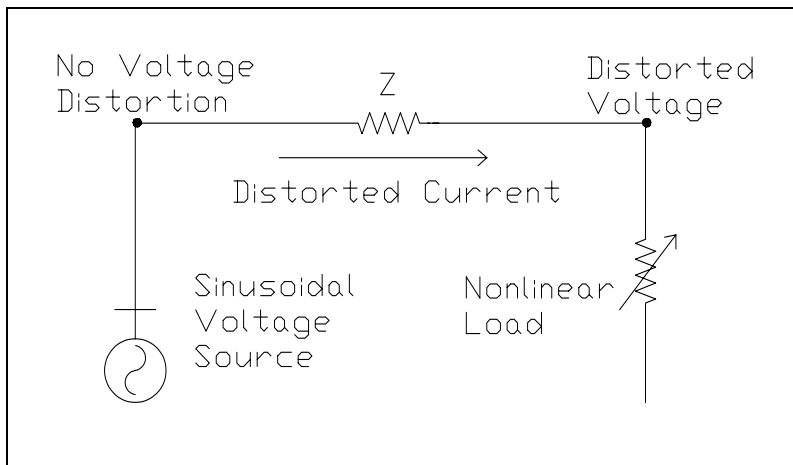 No Voltage
Distortion
Z
Distorted
Voltage
Distorted Current
Sinusoidal
Voltage
Source
Nonlinear
Load